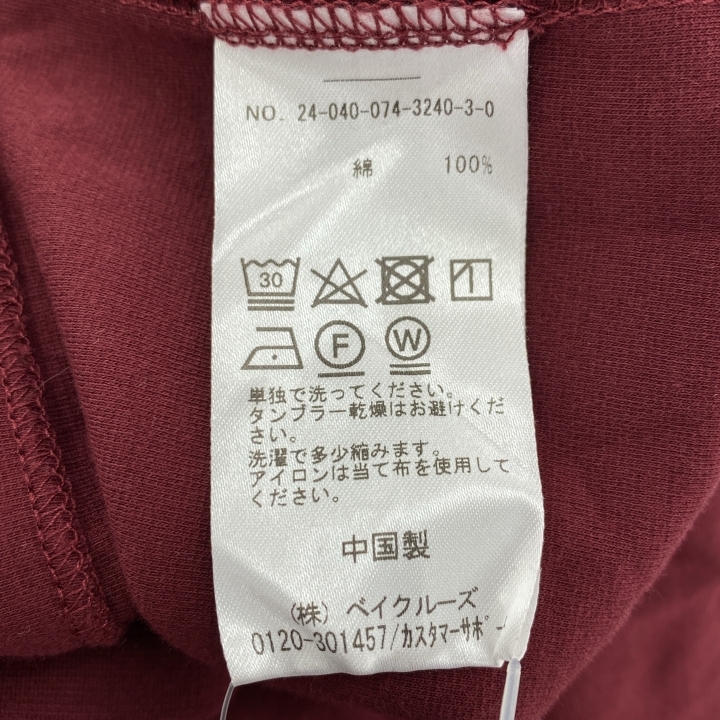 NO. 24-040-074-3240-3-0
綿 100%
30
F W
単独で洗ってください。
タンブラー乾燥はお避けくだ
さい。
洗濯で多少縮みます。
アイロンは当て布を使用して
ください。
中国製
(株) ベイクルーズ
0120-301457/カスタマーサポー